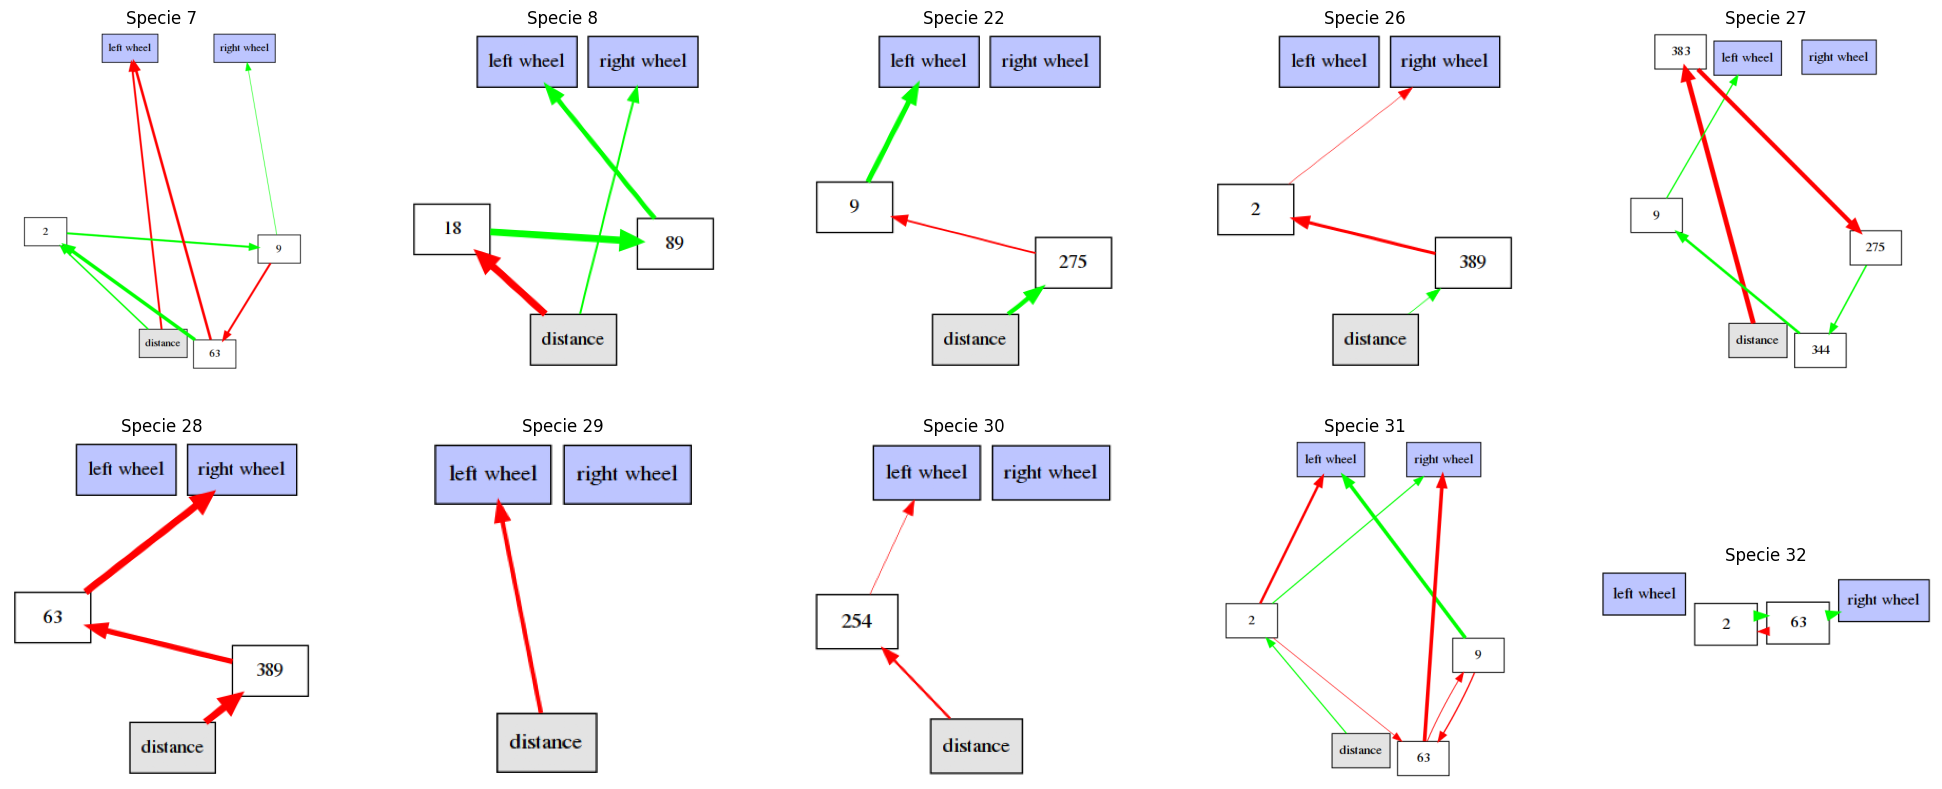 Specie 7
left wheel
right wheel
2
9
distance
63
Specie 8
left wheel
right wheel
18
89
distance
Specie 22
left wheel
right wheel
9
275
distance
Specie 26
left wheel
right wheel
2
389
distance
Specie 27
383
left wheel
right wheel
9
275
distance
344
Specie 28
left wheel
right wheel
63
389
distance
Specie 29
left wheel
right wheel
distance
Specie 30
left wheel
right wheel
254
distance
Specie 31
left wheel
right wheel
2
9
distance
63
Specie 32
left wheel
2
63
right wheel